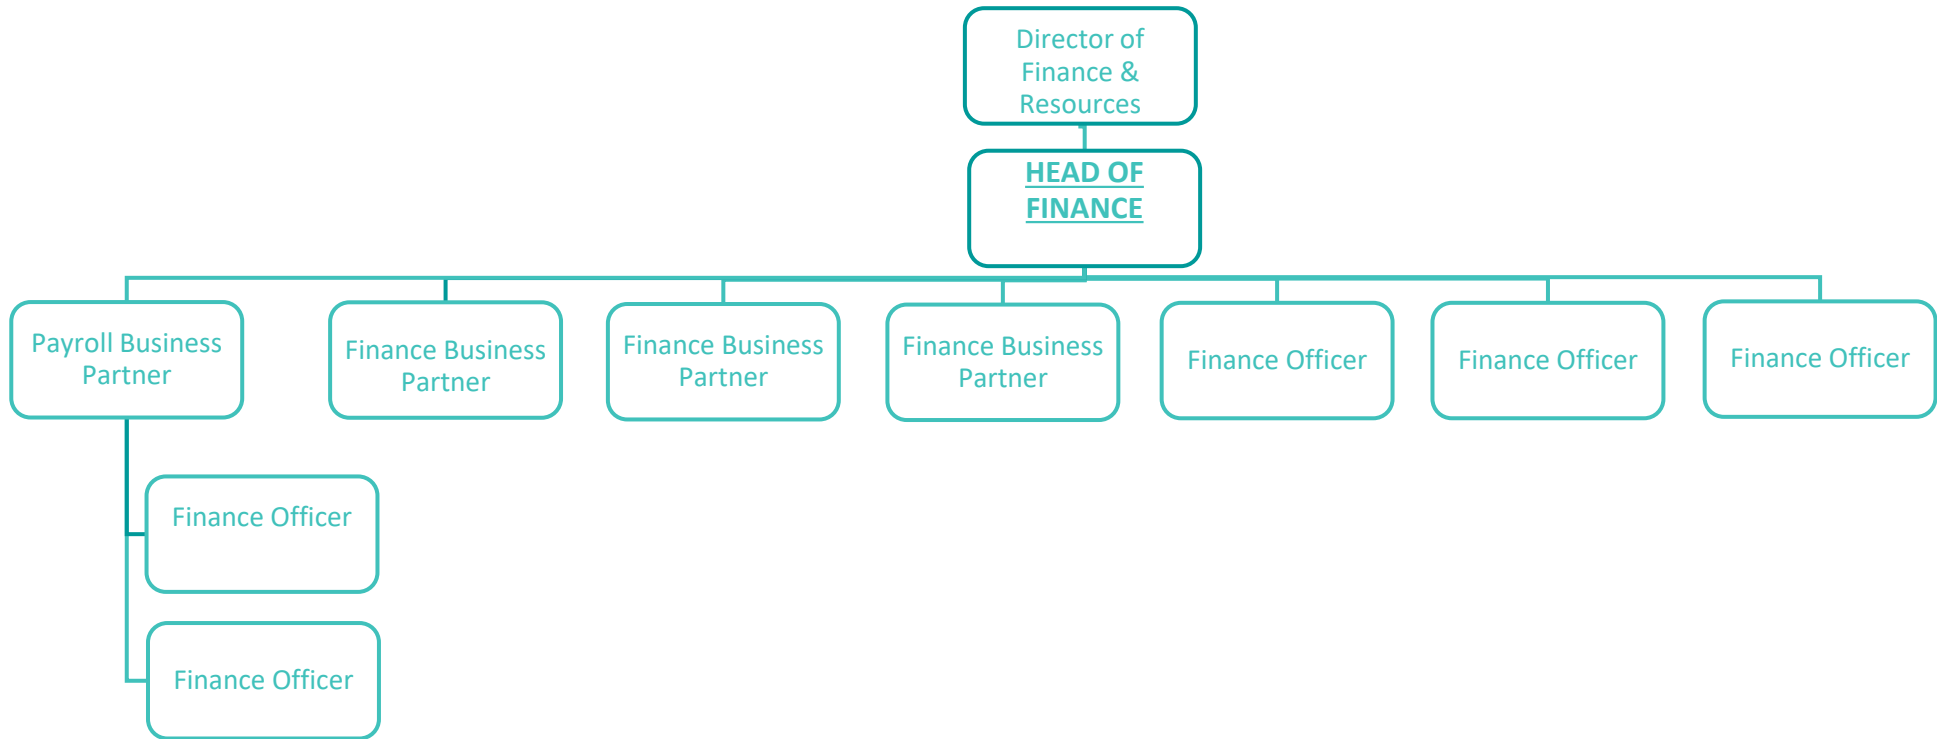 Director of
Finance &
Resources
HEAD OF
FINANCE
Payroll Business
Partner
Finance Business
Partner
Finance Business
Partner
Finance Business
Partner
Finance Officer
Finance Officer
Finance Officer
Finance Officer
Finance Officer